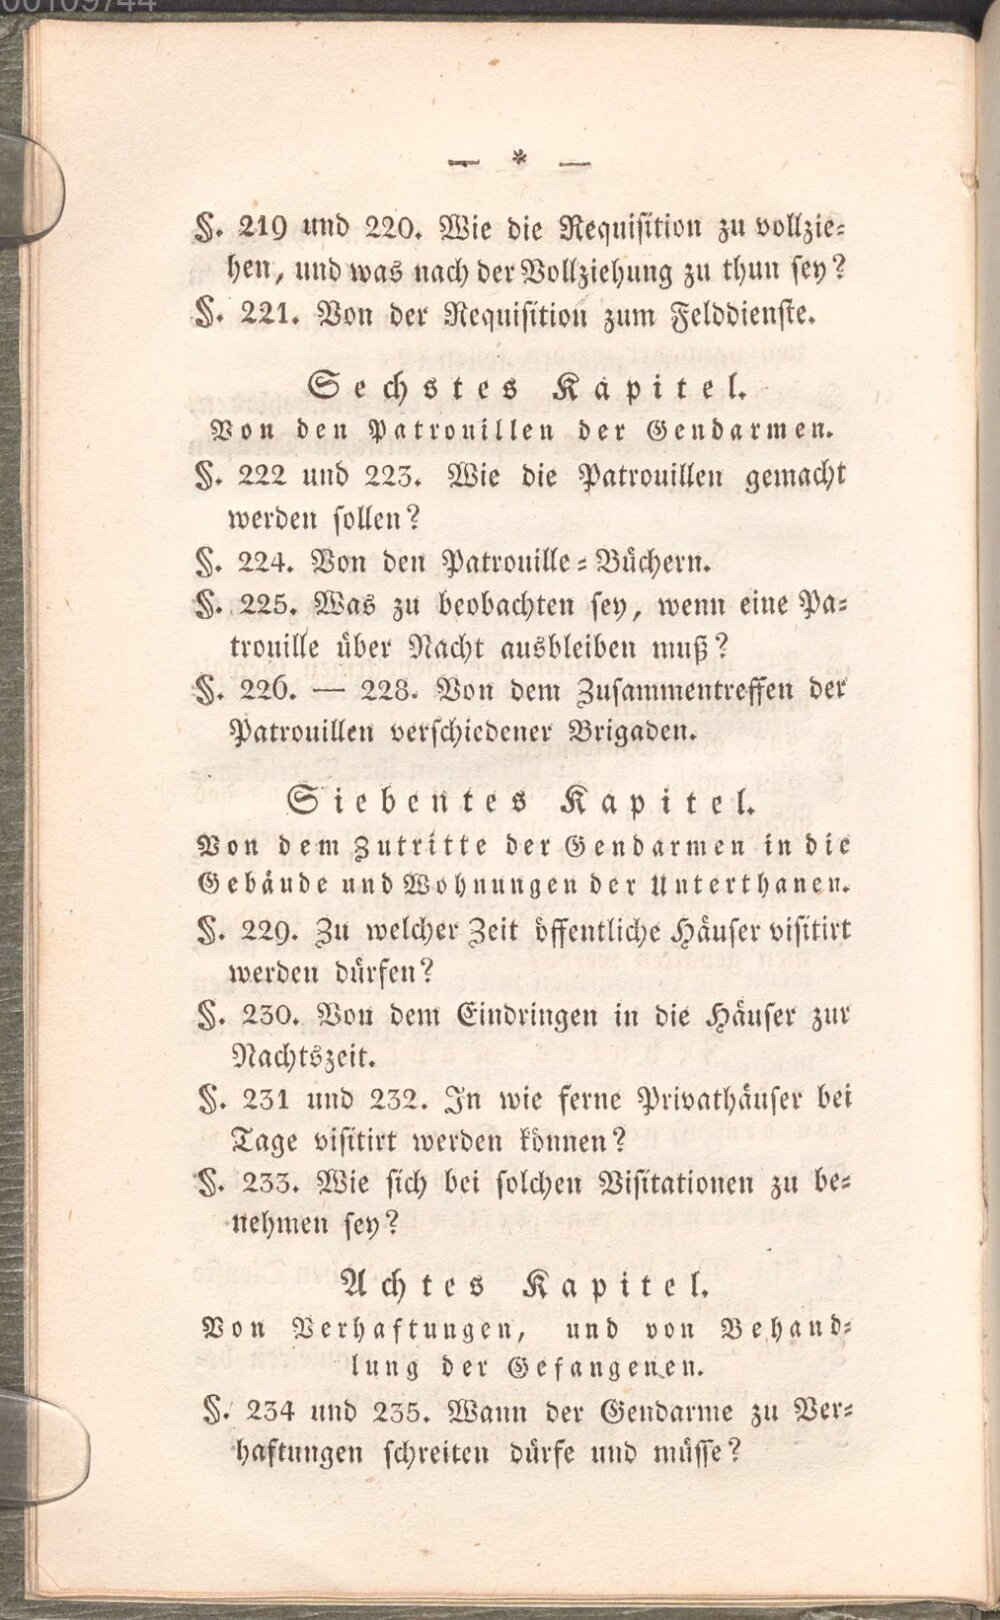 00109744
— * —
§. 219 und 220. Wie die Requisition zu vollzie-
hen, und was nach der Vollziehung zu thun sey?
§. 221. Von der Requisition zum Felddienste.
Sechstes Kapitel.
Von den Patrouillen der Gendarmen.
§. 222 und 223. Wie die Patrouillen gemacht
werden sollen?
§. 224. Von den Patrouille-Büchern.
§. 225. Was zu beobachten sey, wenn eine Pa-
trouille über Nacht ausbleiben muß?
§. 226. — 228. Von dem Zusammentreffen der
Patrouillen verschiedener Brigaden.
Siebentes Kapitel.
Von dem Zutritte der Gendarmen in die
Gebäude und Wohnungen der Unterthanen.
§. 229. Zu welcher Zeit öffentliche Häuser visitirt
werden dürfen?
§. 230. Von dem Eindringen in die Häuser zur
Nachtszeit.
§. 231 und 232. In wie ferne Privathäuser bei
Tage visitirt werden können?
§. 233. Wie sich bei solchen Visitationen zu be-
nehmen sey?
Achtes Kapitel.
Von Verhaftungen, und von Behand-
lung der Gefangenen.
§. 234 und 235. Wann der Gendarme zu Ver-
haftungen schreiten dürfe und müsse?